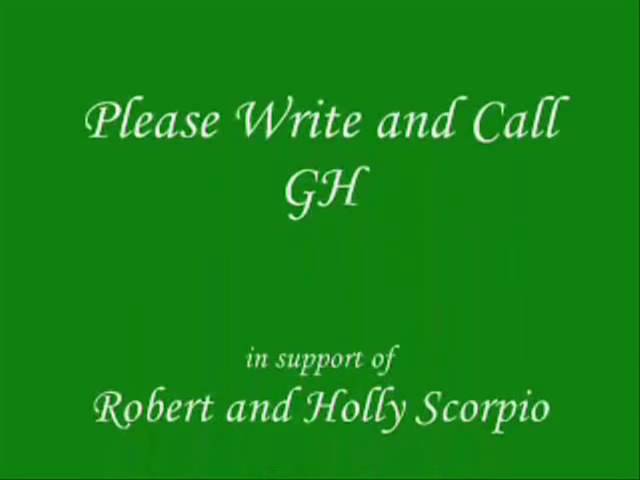 Please Write and Call
GH
in support of
Robert and Holly Scorpio